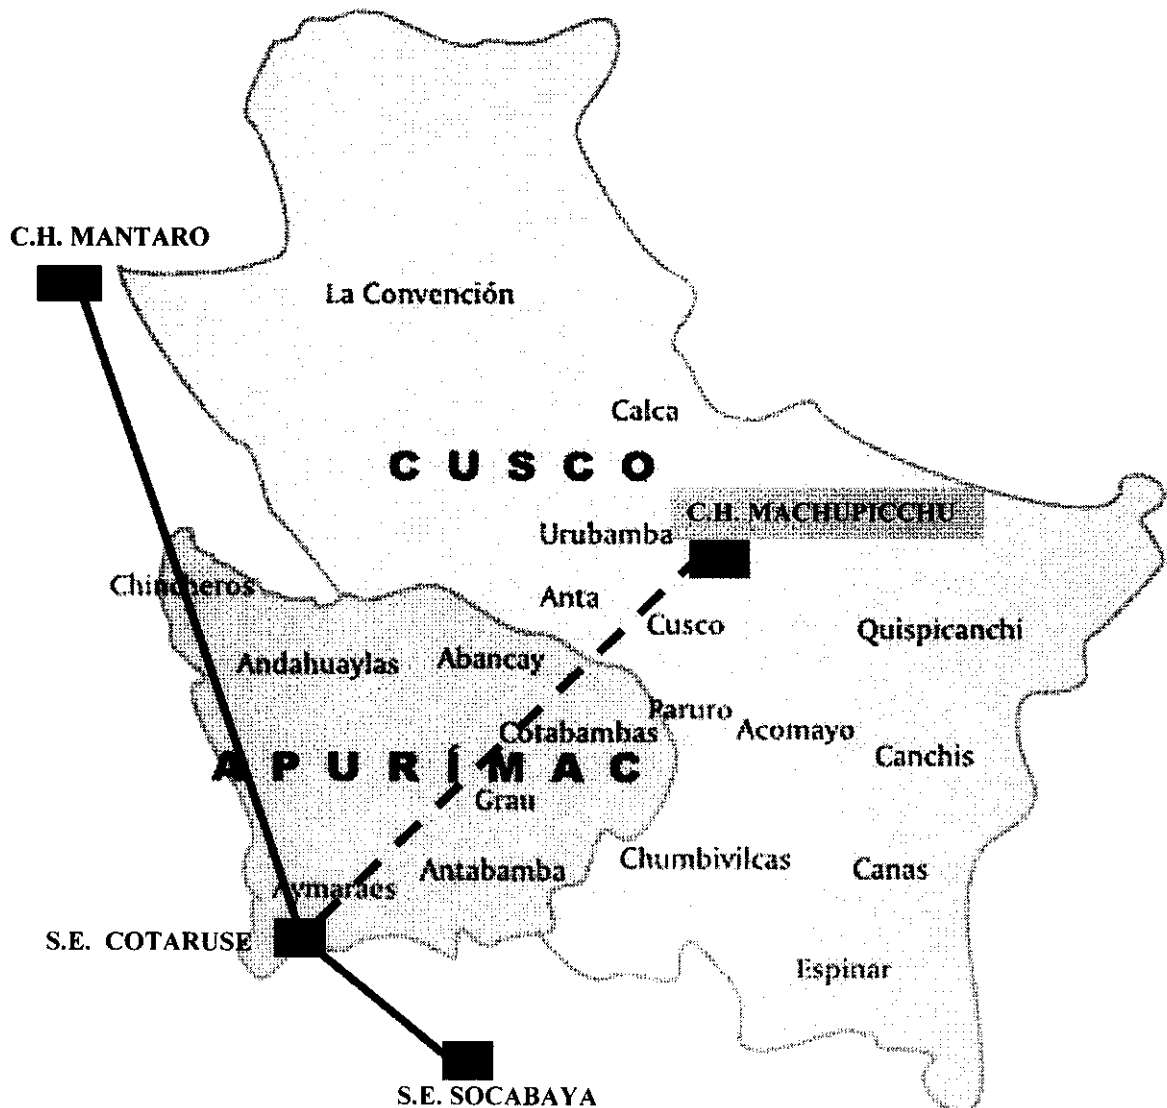 C.H. MANTARO
La Convención
Calca
CUSCO
C.H. MACHUPICCHU
Urubamba
Chincheros
Anta
Cusco
Quispicanchi
Andahuaylas
Abancay
Paruro
Cotabambas
Acomayo
Canchis
APURÍMAC
Grau
Chumbivilcas
Antabamba
Canas
Aymaraes
S.E. COTARUSE
Espinar
S.E. SOCABAYA